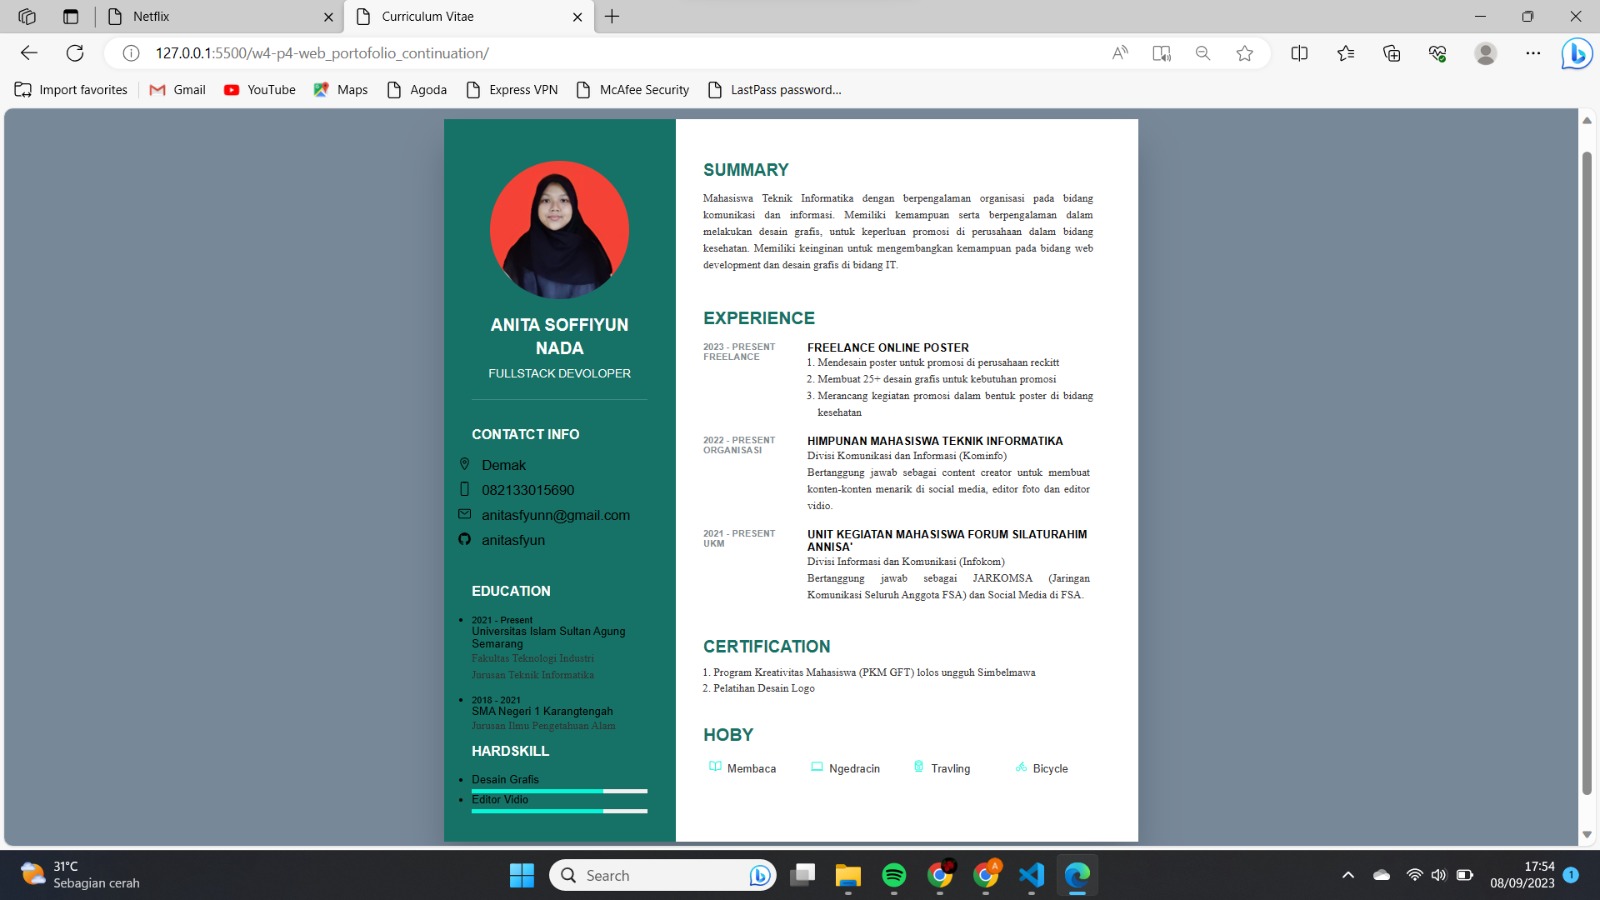 Netflix
Curriculum Vitae
127.0.0.1:5500/w4-p4-web_portofolio_continuation/
Import favorites
Gmail
YouTube
Maps
Agoda
Express VPN
McAfee Security
LastPass password...
ANITA SOFFIYUN
NADA
FULLSTACK DEVOLOPER
CONTATCT INFO
Demak
082133015690
anitasfyunn@gmail.com
anitasfyun
EDUCATION
2021 - Present
Universitas Islam Sultan Agung
Semarang
Fakultas Teknologi Industri
Jurusan Teknik Informatika
2018 - 2021
SMA Negeri 1 Karangtengah
Jurusan Ilmu Pengetahuan Alam
HARDSKILL
Desain Grafis
Editor Vidio
SUMMARY
Mahasiswa Teknik Informatika dengan berpengalaman organisasi pada bidang
komunikasi dan informasi. Memiliki kemampuan serta berpengalaman dalam
melakukan desain grafis, untuk keperluan promosi di perusahaan dalam bidang
kesehatan. Memiliki keinginan untuk mengembangkan kemampuan pada bidang web
development dan desain grafis di bidang IT.
EXPERIENCE
2023 - PRESENT
FREELANCE
FREELANCE ONLINE POSTER
1. Mendesain poster untuk promosi di perusahaan reckitt
2. Membuat 25+ desain grafis untuk kebutuhan promosi
3. Merancang kegiatan promosi dalam bentuk poster di bidang
kesehatan
2022 - PRESENT
ORGANISASI
HIMPUNAN MAHASISWA TEKNIK INFORMATIKA
Divisi Komunikasi dan Informasi (Kominfo)
Bertanggung jawab sebagai content creator untuk membuat
konten-konten menarik di social media, editor foto dan editor
vidio.
2021 - PRESENT
UKM
UNIT KEGIATAN MAHASISWA FORUM SILATURAHIM
ANNISA'
Divisi Informasi dan Komunikasi (Infokom)
Bertanggung jawab sebagai JARKOMSA (Jaringan
Komunikasi Seluruh Anggota FSA) dan Social Media di FSA.
CERTIFICATION
1. Program Kreativitas Mahasiswa (PKM GFT) lolos ungguh Simbelmawa
2. Pelatihan Desain Logo
HOBY
Membaca
Ngedracin
Travling
Bicycle
31°C
Sebagian cerah
Search
17:54
08/09/2023
1